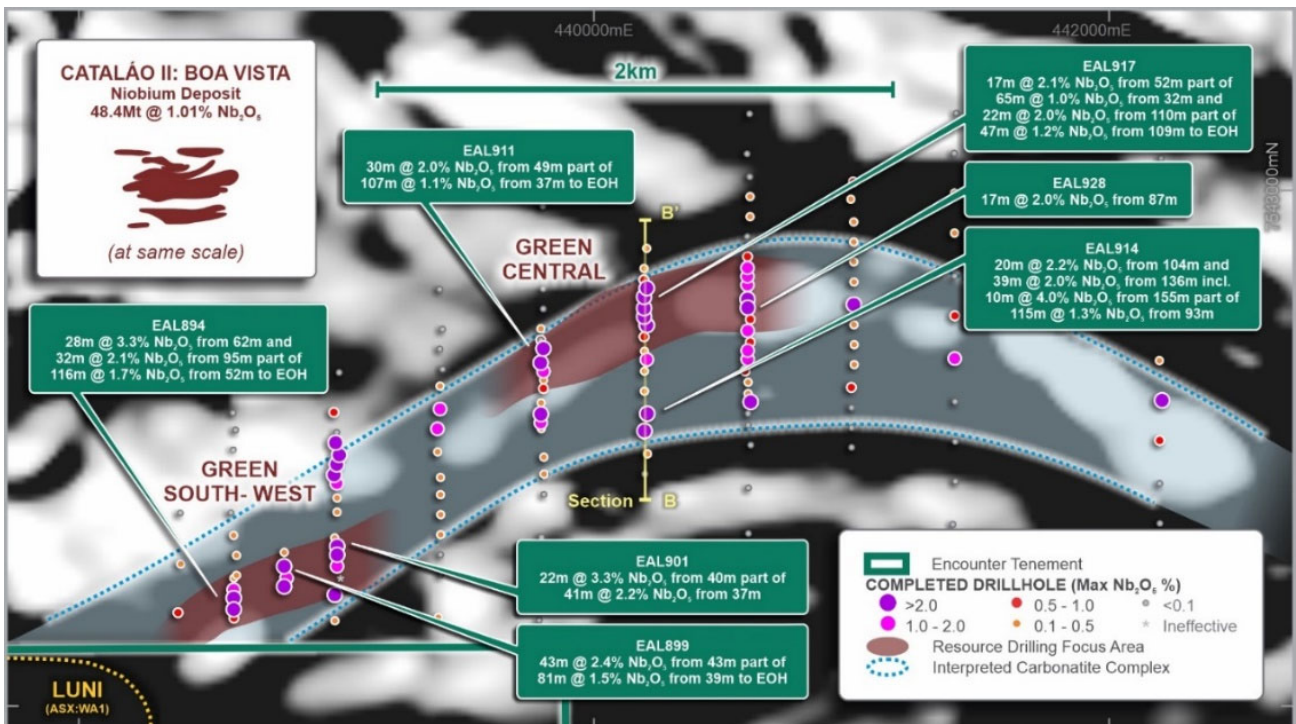 440000mE
442000mE
7543000mN
CATALÁO II: BOA VISTA
Niobium Deposit
48.4Mt @ 1.01% Nb₂O₅
(at same scale)
2km
EAL917
17m @ 2.1% Nb₂O₅ from 52m part of
65m @ 1.0% Nb₂O₅ from 32m and
22m @ 2.0% Nb₂O₅ from 110m part of
47m @ 1.2% Nb₂O₅ from 109m to EOH
EAL911
30m @ 2.0% Nb₂O₅ from 49m part of
107m @ 1.1% Nb₂O₅ from 37m to EOH
EAL928
17m @ 2.0% Nb₂O₅ from 87m
B'
GREEN
CENTRAL
EAL914
20m @ 2.2% Nb₂O₅ from 104m and
39m @ 2.0% Nb₂O₅ from 136m incl.
10m @ 4.0% Nb₂O₅ from 155m part of
115m @ 1.3% Nb₂O₅ from 93m
EAL894
28m @ 3.3% Nb₂O₅ from 62m and
32m @ 2.1% Nb₂O₅ from 95m part of
116m @ 1.7% Nb₂O₅ from 52m to EOH
GREEN
SOUTH- WEST
Section B
EAL901
22m @ 3.3% Nb₂O₅ from 40m part of
41m @ 2.2% Nb₂O₅ from 37m
EAL899
43m @ 2.4% Nb₂O₅ from 43m part of
81m @ 1.5% Nb₂O₅ from 39m to EOH
Encounter Tenement
COMPLETED DRILLHOLE (Max Nb₂O₅ %)
>2.0 0.5 - 1.0 <0.1
1.0 - 2.0 0.1 - 0.5 * Ineffective
Resource Drilling Focus Area
Interpreted Carbonatite Complex
LUNI
(ASX:WA1)